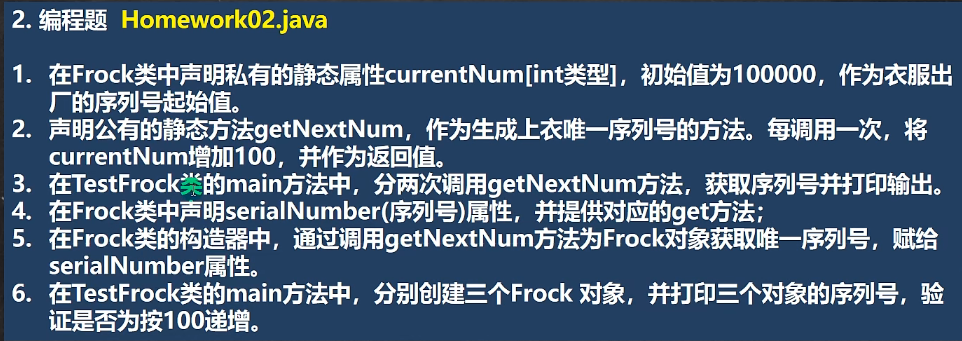 2. 编程题 Homework02.java
1. 在Frock类中声明私有的静态属性currentNum[int类型]，初始值为100000，作为衣服出
厂的序列号起始值。
2. 声明公有的静态方法getNextNum，作为生成上衣唯一序列号的方法。每调用一次，将
currentNum增加100，并作为返回值。
3. 在TestFrock类的main方法中，分两次调用getNextNum方法，获取序列号并打印输出。
4. 在Frock类中声明serialNumber(序列号)属性，并提供对应的get方法；
5. 在Frock类的构造器中，通过调用getNextNum方法为Frock对象获取唯一序列号，赋给
serialNumber属性。
6. 在TestFrock类的main方法中，分别创建三个Frock 对象，并打印三个对象的序列号，验
证是否为按100递增。